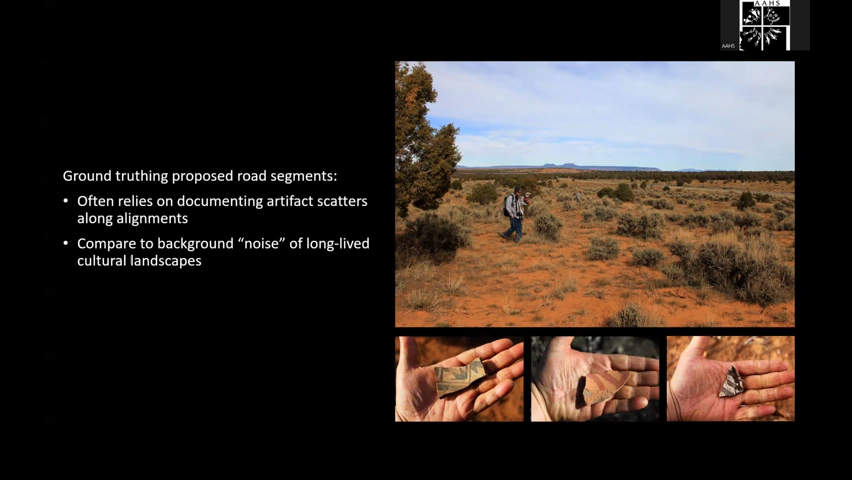 AAHS
AAHS
Ground truthing proposed road segments:
• Often relies on documenting artifact scatters
along alignments
• Compare to background “noise” of long-lived
cultural landscapes